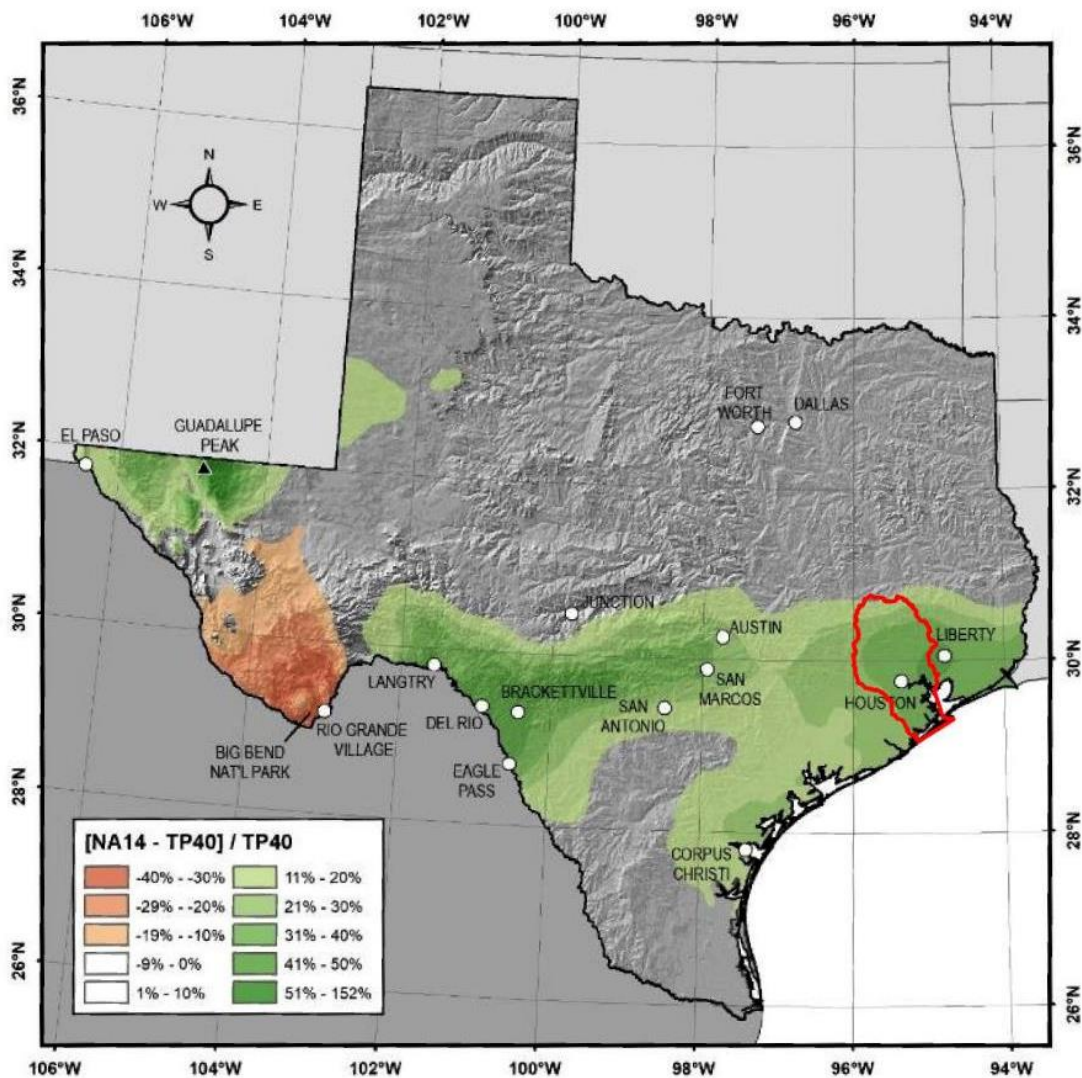 106°W 104°W 102°W 100°W 98°W 96°W 94°W
36°N
36°N
N
W E
S
34°N
34°N
FORT
WORTH
DALLAS
EL PASO
GUADALUPE
PEAK
32°N
32°N
30°N
30°N
JUNCTION
AUSTIN
LIBERTY
LANGTRY
BRACKETTVILLE
SAN
MARCOS
HOUSTON
DEL RIO
SAN
ANTONIO
RIO GRANDE
VILLAGE
BIG BEND
NAT'L PARK
EAGLE
PASS
28°N
28°N
CORPUS
CHRISTI
[NA14 - TP40] / TP40
-40% - -30% 11% - 20%
-29% - -20% 21% - 30%
-19% - -10% 31% - 40%
-9% - 0% 41% - 50%
1% - 10% 51% - 152%
26°N
26°N
106°W 104°W 102°W 100°W 98°W 96°W 94°W